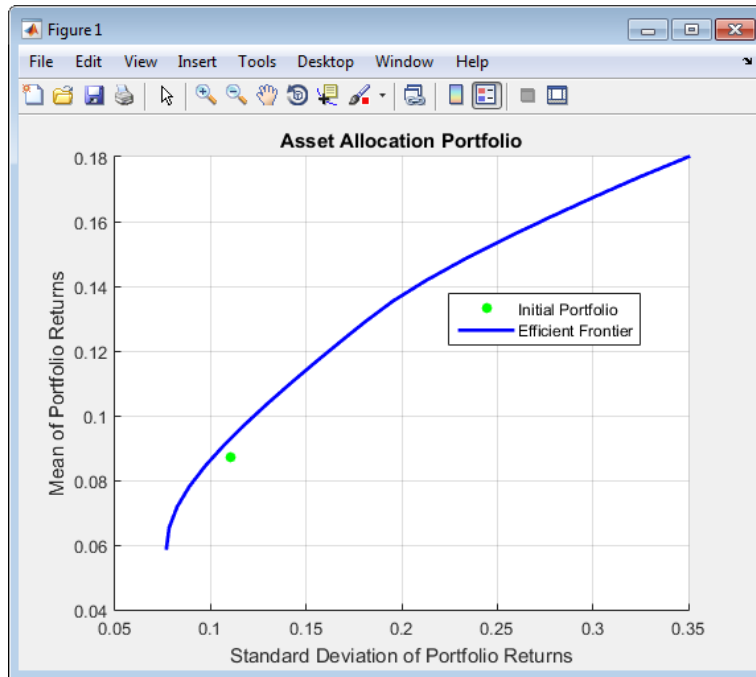 Figure 1
File Edit View Insert Tools Desktop Window Help
Asset Allocation Portfolio
0.18
0.16
0.14
0.12
0.1
0.08
0.06
0.04
Mean of Portfolio Returns
Initial Portfolio
Efficient Frontier
0.05 0.1 0.15 0.2 0.25 0.3 0.35
Standard Deviation of Portfolio Returns